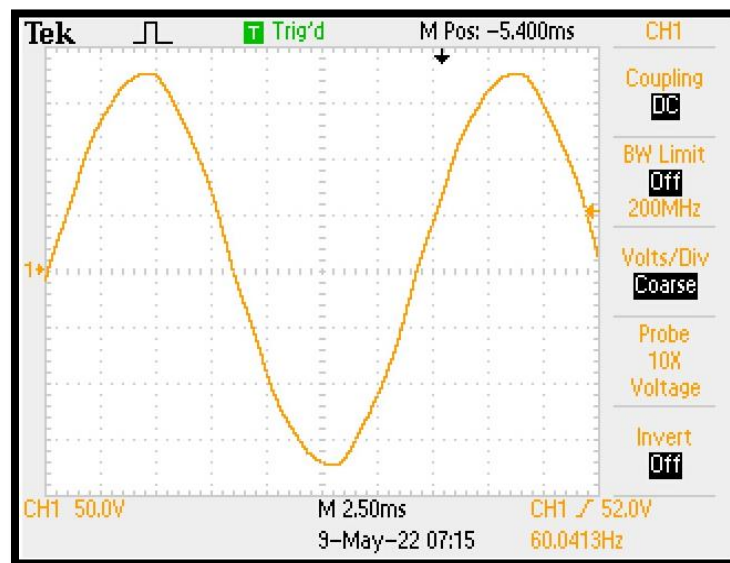 Tek T Trig'd M Pos: -5.400ms CH1
Coupling
DC
BW Limit
Off
200MHz
1
Volts/Div
Coarse
Probe
10X
Voltage
Invert
Off
CH1 50.0V M 2.50ms CH1 52.0V
9-May-22 07:15 60.0413Hz